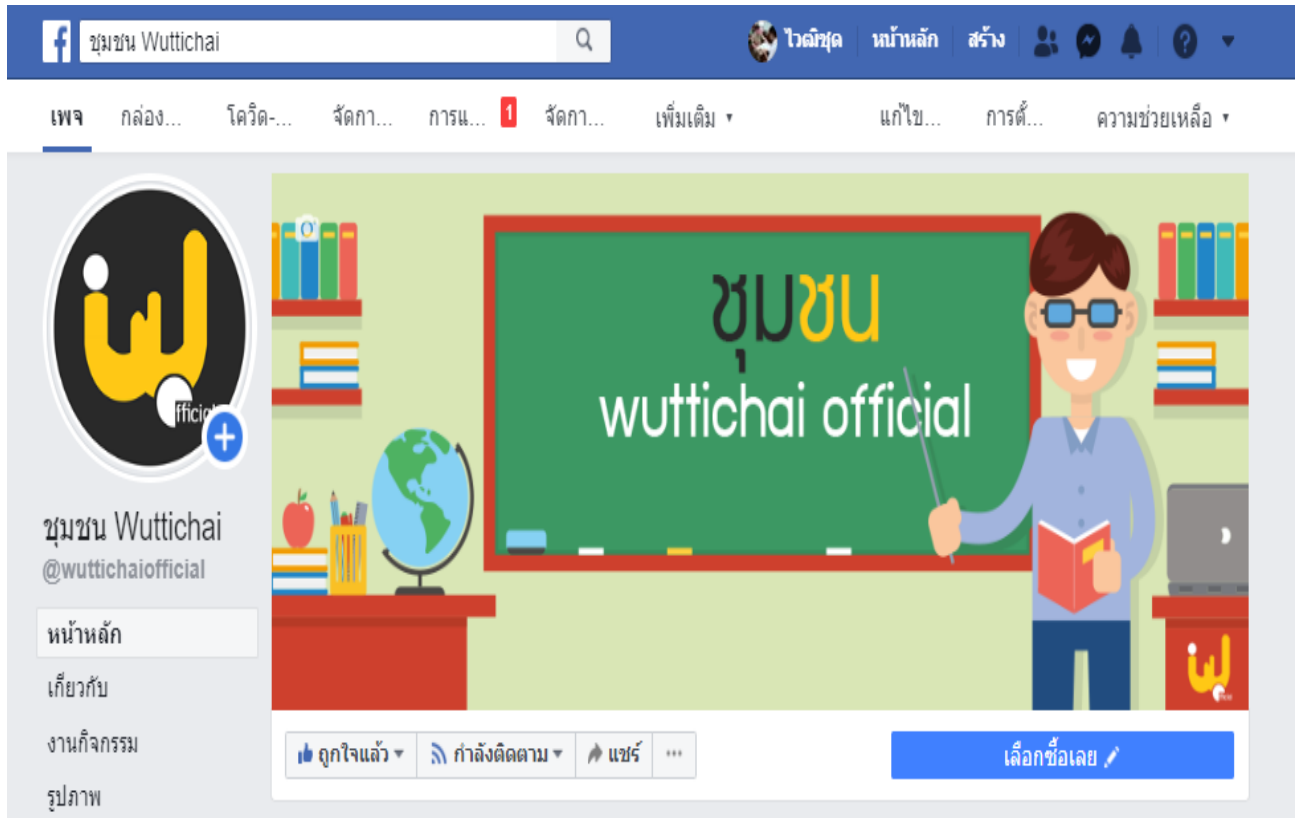 ชุมชน Wuttichai
ไวฒิชุด หน้าหลัก สร้าง
เพจ กล่อง... โควิด-... จัดกา... การแ... 1 จัดกา... เพิ่มเติม แก้ไข... การตั้... ความช่วยเหลือ
ชุมชน
wuttichai official
fficial
ชุมชน Wuttichai
@wuttichaiofficial
หน้าหลัก
เกี่ยวกับ
งานกิจกรรม
รูปภาพ
ถูกใจแล้ว กำลังติดตาม แชร์ ... เลือกซื้อเลย